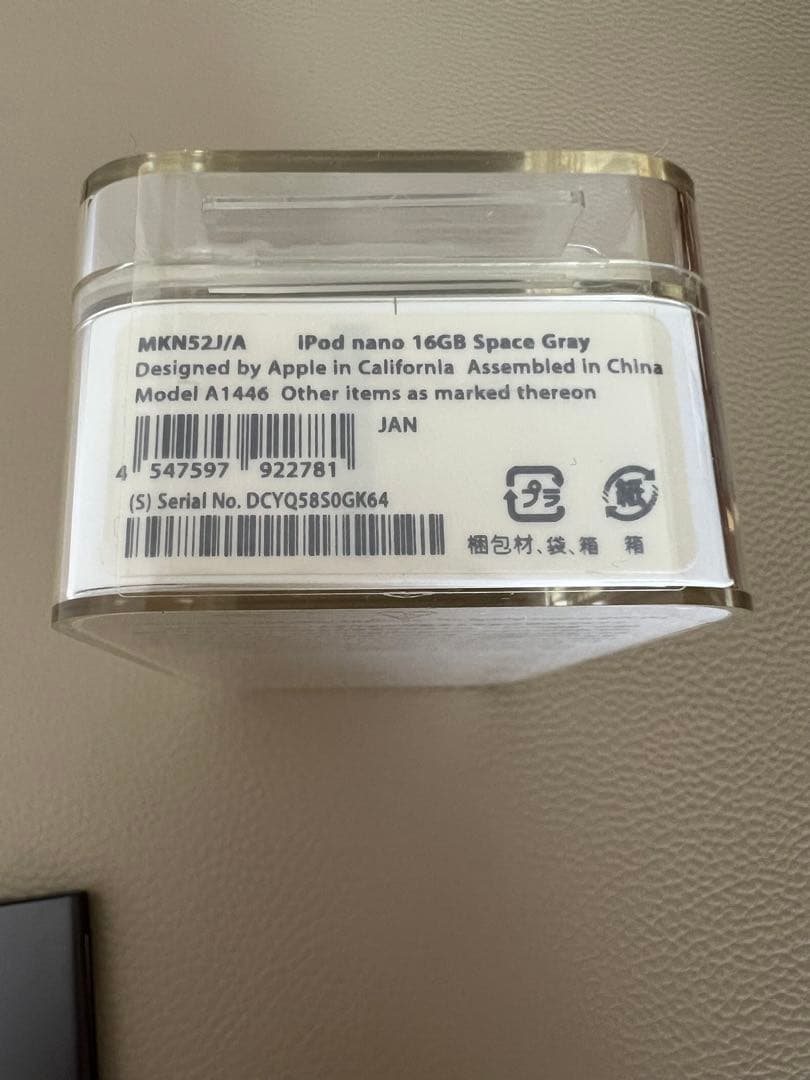 MKN52J/A iPod nano 16GB Space Gray
Designed by Apple in California Assembled in China
Model A1446 Other items as marked thereon
JAN
4 547597 922781
(S) Serial No. DCYQ58S0GK64
プラ 紙
梱包材、袋、箱 箱